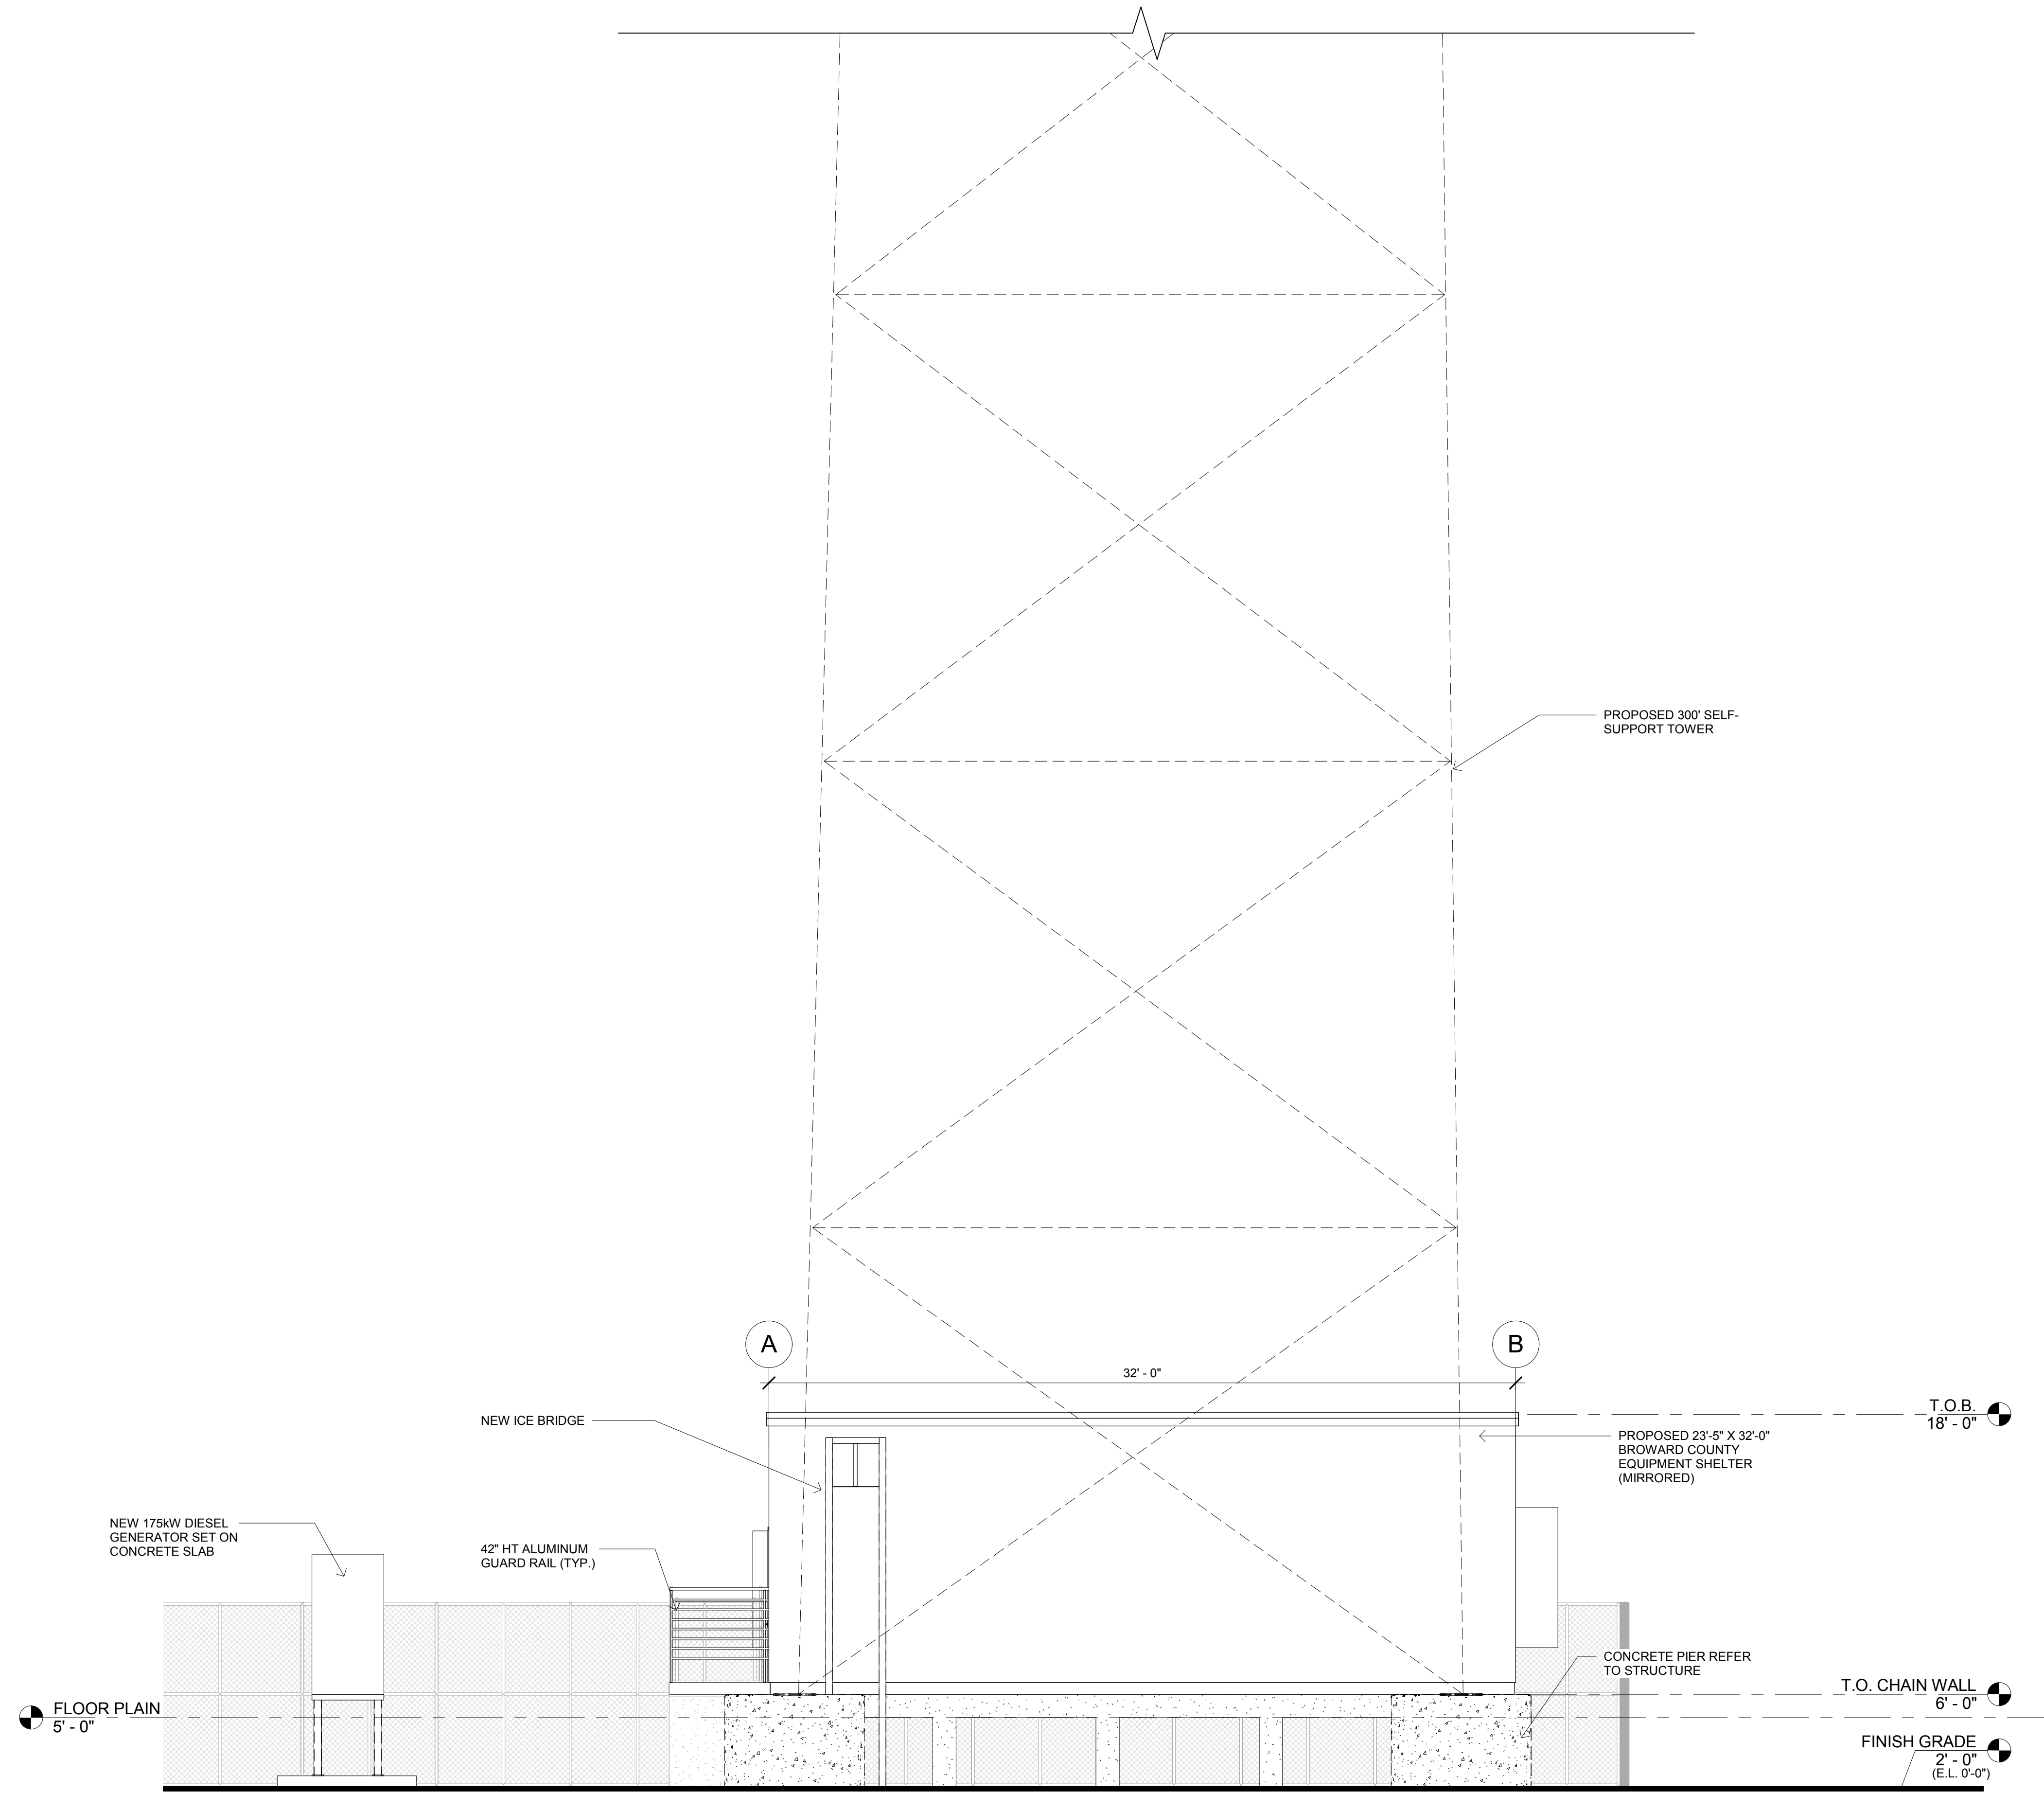 PROPOSED 300' SELF-
SUPPORT TOWER
A
B
32' - 0"
NEW ICE BRIDGE
T.O.B.
18' - 0"
PROPOSED 23'-5" X 32'-0"
BROWARD COUNTY
EQUIPMENT SHELTER
(MIRRORED)
NEW 175kW DIESEL
GENERATOR SET ON
CONCRETE SLAB
42" HT ALUMINUM
GUARD RAIL (TYP.)
CONCRETE PIER REFER
TO STRUCTURE
FLOOR PLAIN
5' - 0"
T.O. CHAIN WALL
6' - 0"
FINISH GRADE
2' - 0"
(E.L. 0'-0")